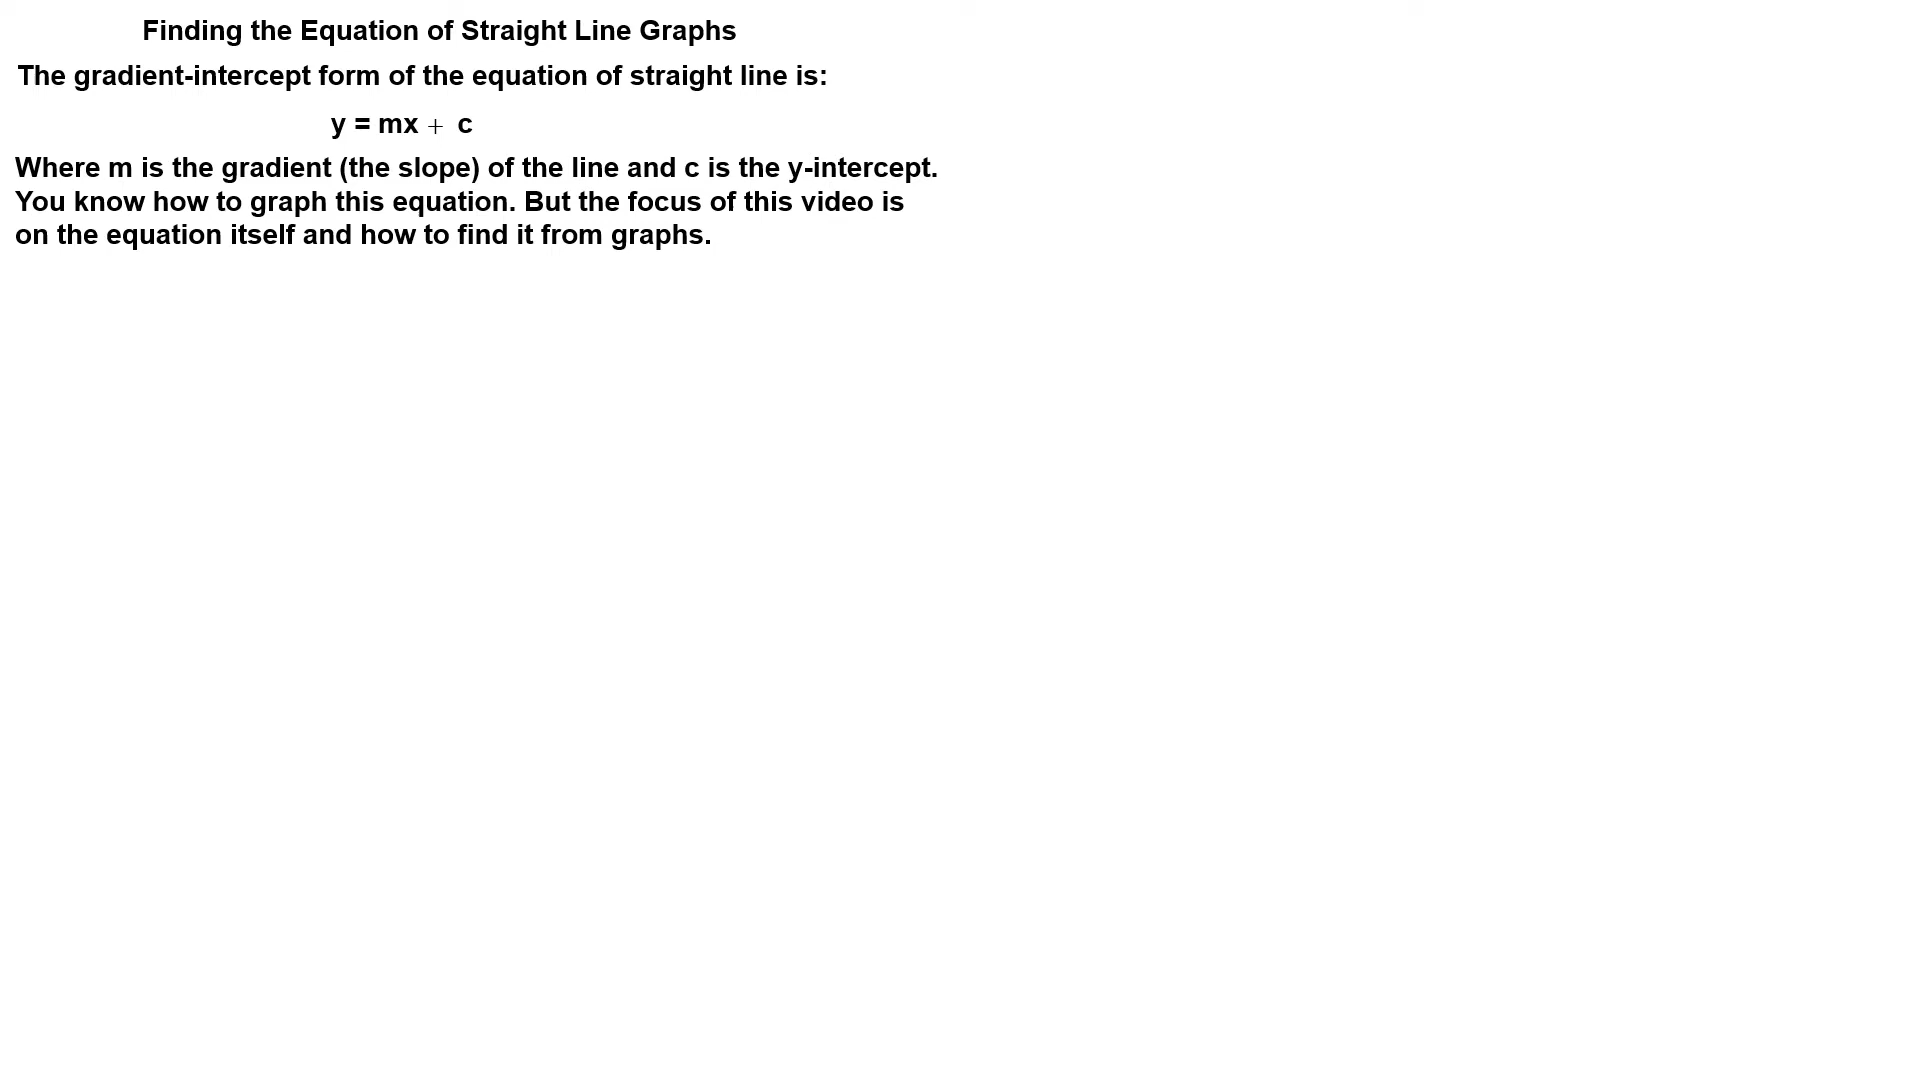 Finding the Equation of Straight Line Graphs
The gradient-intercept form of the equation of straight line is:
y = mx + c
Where m is the gradient (the slope) of the line and c is the y-intercept.
You know how to graph this equation. But the focus of this video is
on the equation itself and how to find it from graphs.